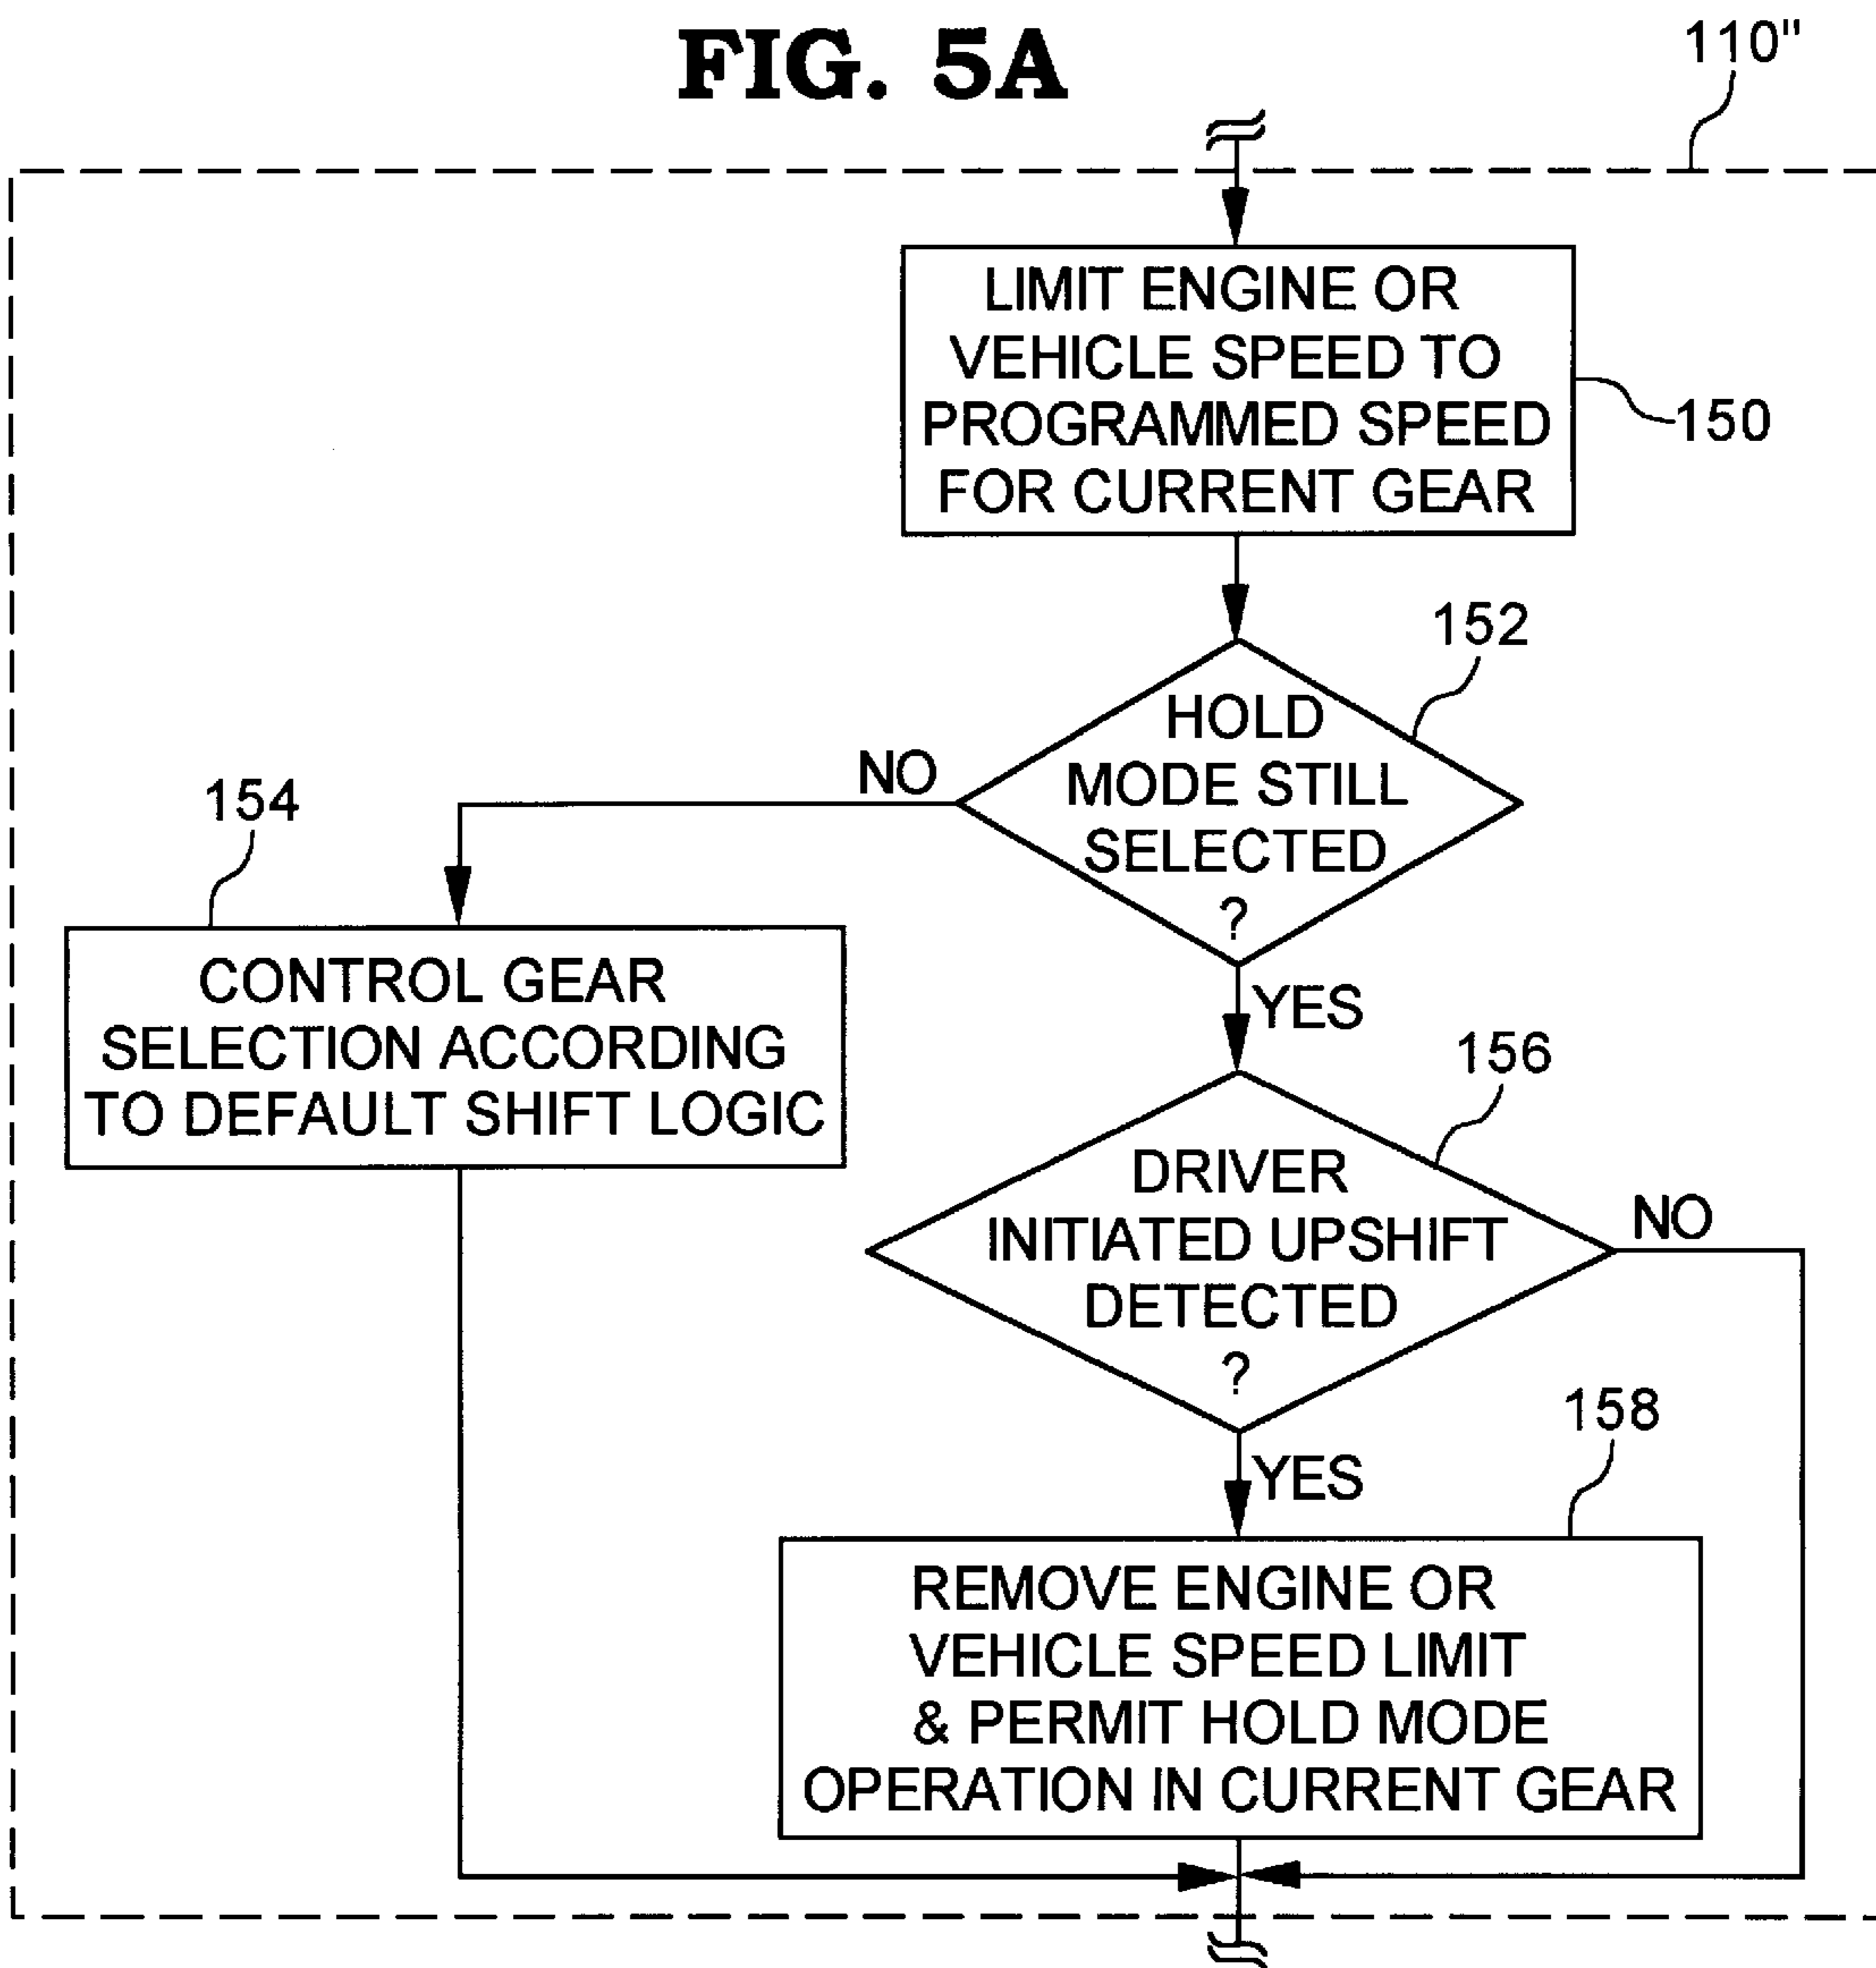 FIG. 5A
110"
LIMIT ENGINE OR
VEHICLE SPEED TO
PROGRAMMED SPEED
FOR CURRENT GEAR
150
152
HOLD
MODE STILL
SELECTED
?
NO
154
CONTROL GEAR
SELECTION ACCORDING
TO DEFAULT SHIFT LOGIC
YES
156
DRIVER
INITIATED UPSHIFT
DETECTED
?
NO
YES
158
REMOVE ENGINE OR
VEHICLE SPEED LIMIT
& PERMIT HOLD MODE
OPERATION IN CURRENT GEAR